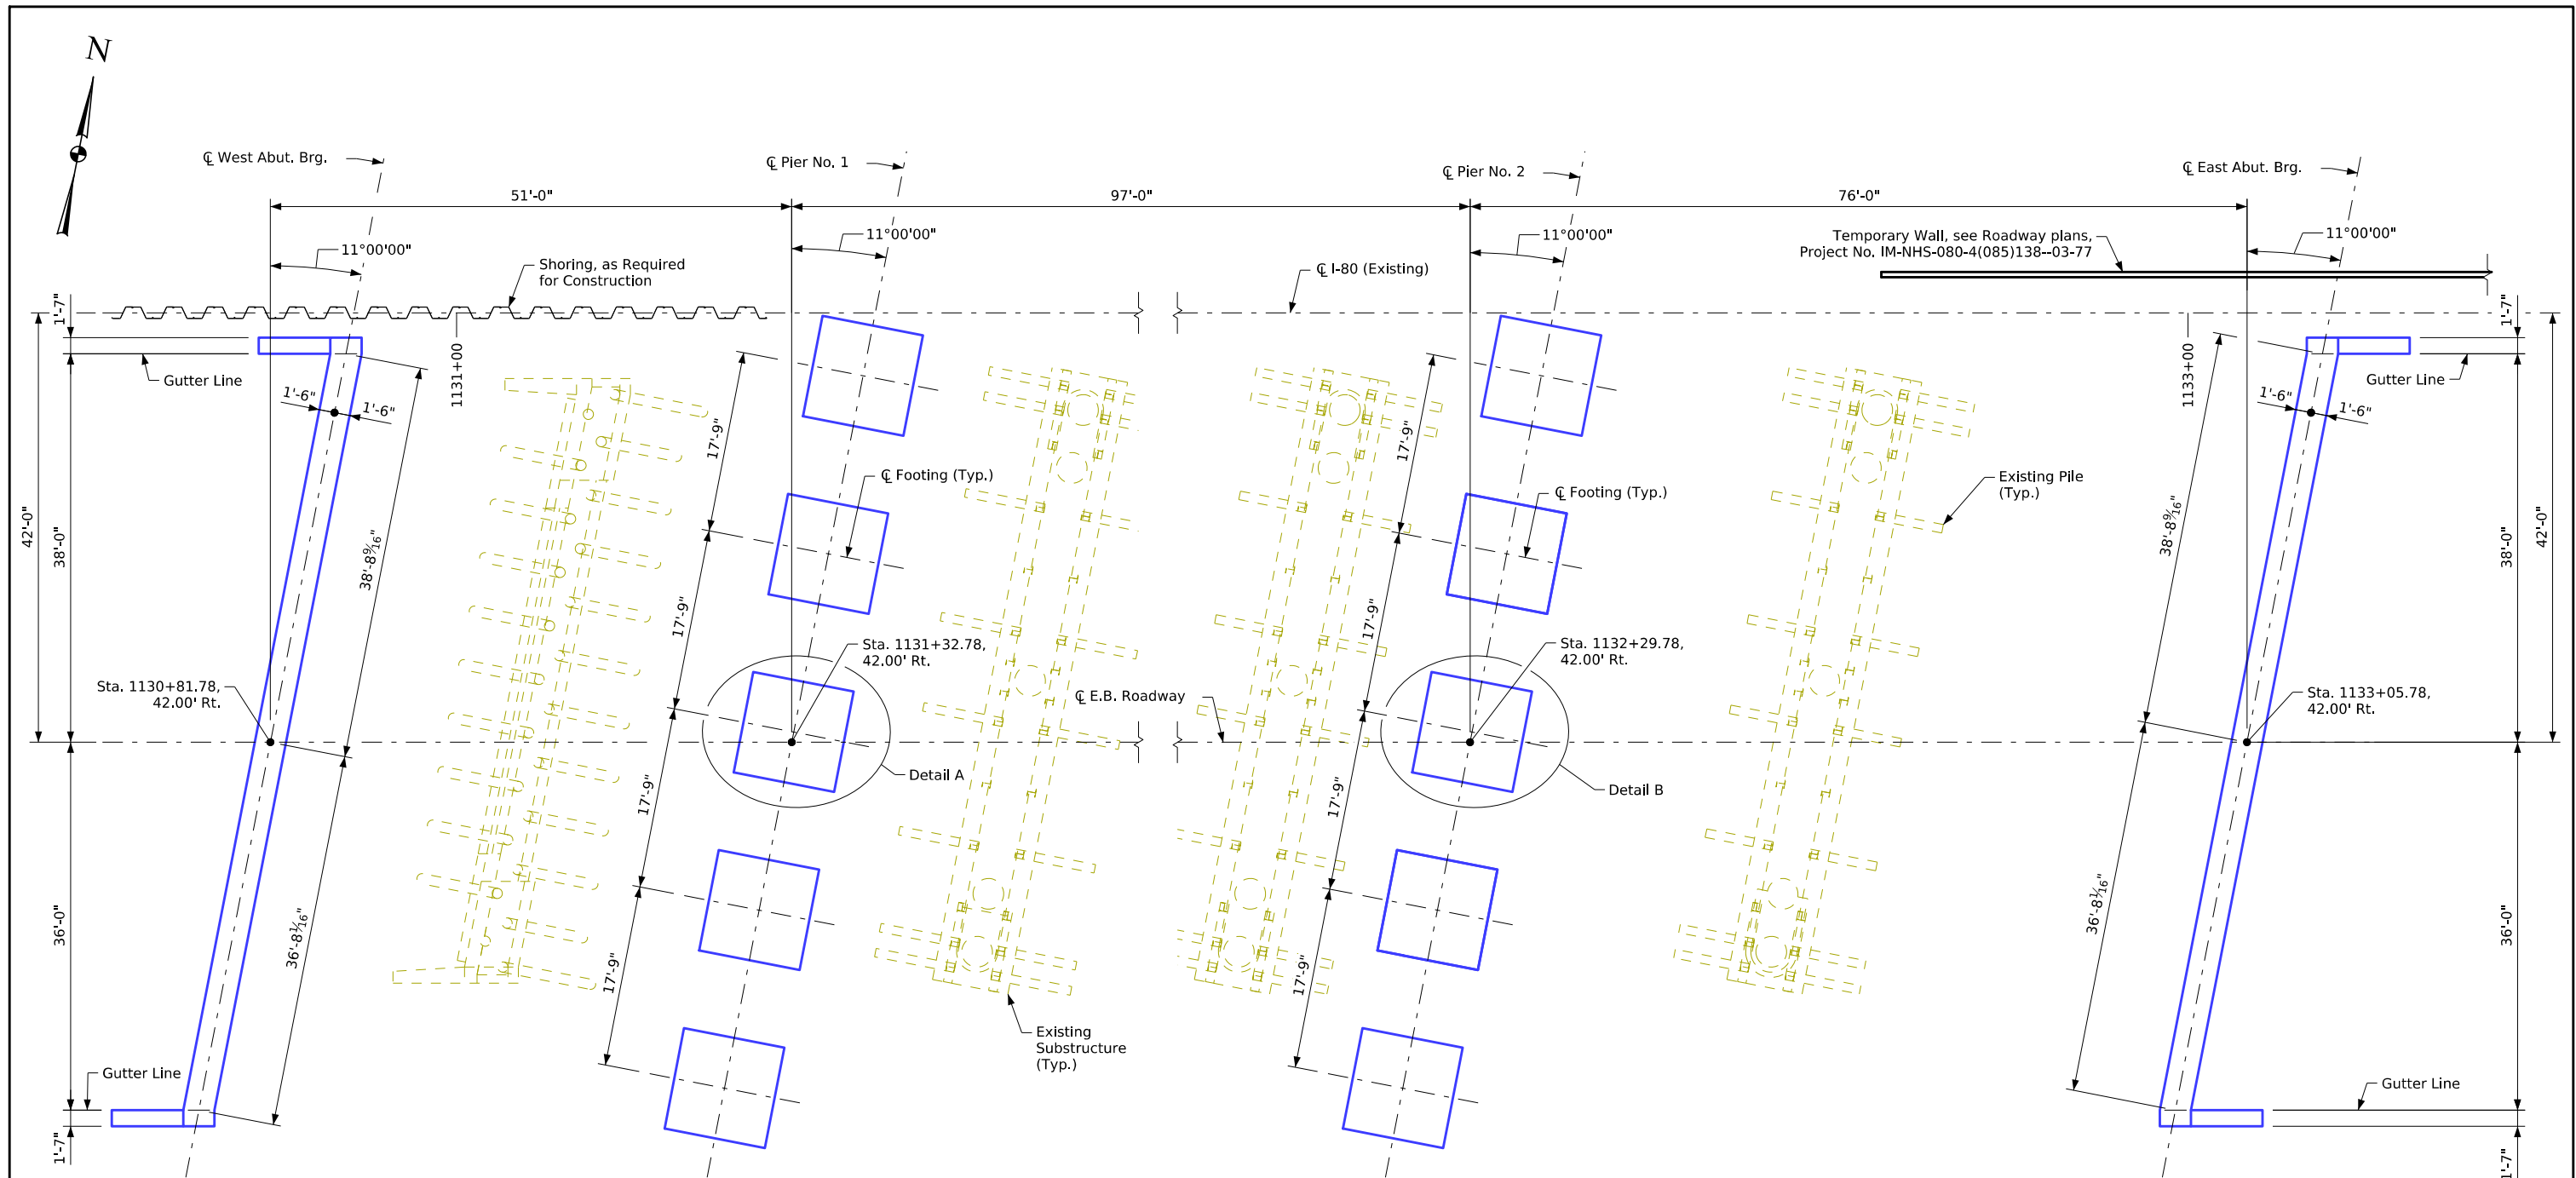 N
℄ West Abut. Brg.
℄ Pier No. 1
℄ Pier No. 2
℄ East Abut. Brg.
51'-0"
97'-0"
76'-0"
11°00'00"
11°00'00"
11°00'00"
11°00'00"
Temporary Wall, see Roadway plans,
Project No. IM-NHS-080-4(085)138--03-77
Shoring, as Required
for Construction
℄ I-80 (Existing)
1'-7"
1'-7"
1131+00
1133+00
Gutter Line
Gutter Line
1'-6"
1'-6"
1'-6"
1'-6"
17'-9"
17'-9"
℄ Footing (Typ.)
℄ Footing (Typ.)
Existing Pile
(Typ.)
42'-0"
38'-0"
38'-8 9/16"
38'-8 9/16"
38'-0"
42'-0"
17'-9"
17'-9"
Sta. 1131+32.78,
42.00' Rt.
Sta. 1132+29.78,
42.00' Rt.
Sta. 1130+81.78,
42.00' Rt.
℄ E.B. Roadway
Sta. 1133+05.78,
42.00' Rt.
Detail A
Detail B
17'-9"
17'-9"
36'-0"
36'-8 1/16"
36'-8 1/16"
36'-0"
17'-9"
17'-9"
Existing
Substructure
(Typ.)
Gutter Line
Gutter Line
1'-7"
1'-7"